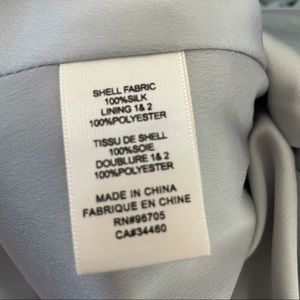 SHELL FABRIC
100%SILK
LINING 1&2
100%POLYESTER
TISSU DE SHELL
100%SOIE
DOUBLURE 1&2
100%POLYESTER
MADE IN CHINA
FABRIQUE EN CHINE
RN#96705
CA#34460